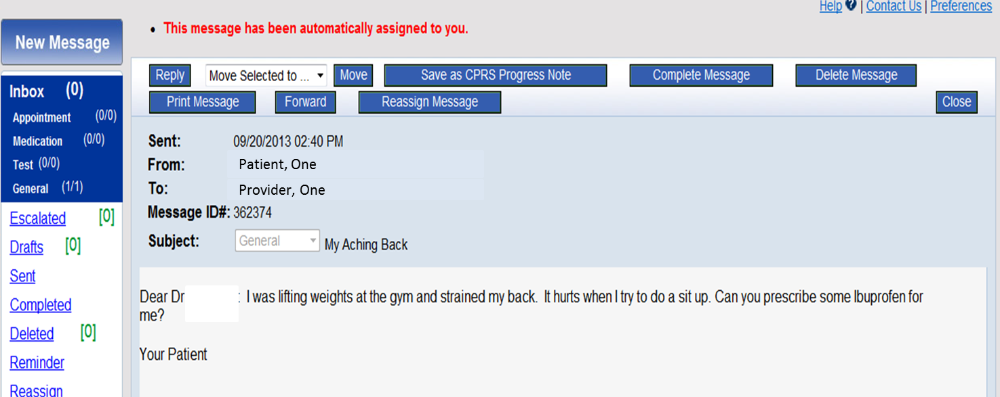 Help ? | Contact Us | Preferences
This message has been automatically assigned to you.
New Message
Reply Move Selected to ... Move Save as CPRS Progress Note Complete Message Delete Message
Print Message Forward Reassign Message Close
Inbox (0)
Appointment (0/0)
Medication (0/0)
Test (0/0)
General (1/1)
Escalated [0]
Drafts [0]
Sent
Completed
Deleted [0]
Reminder
Reassign
Sent: 09/20/2013 02:40 PM
From: Patient, One
To: Provider, One
Message ID#: 362374
Subject: General My Aching Back
Dear Dr : I was lifting weights at the gym and strained my back. It hurts when I try to do a sit up. Can you prescribe some Ibuprofen for
me?
Your Patient